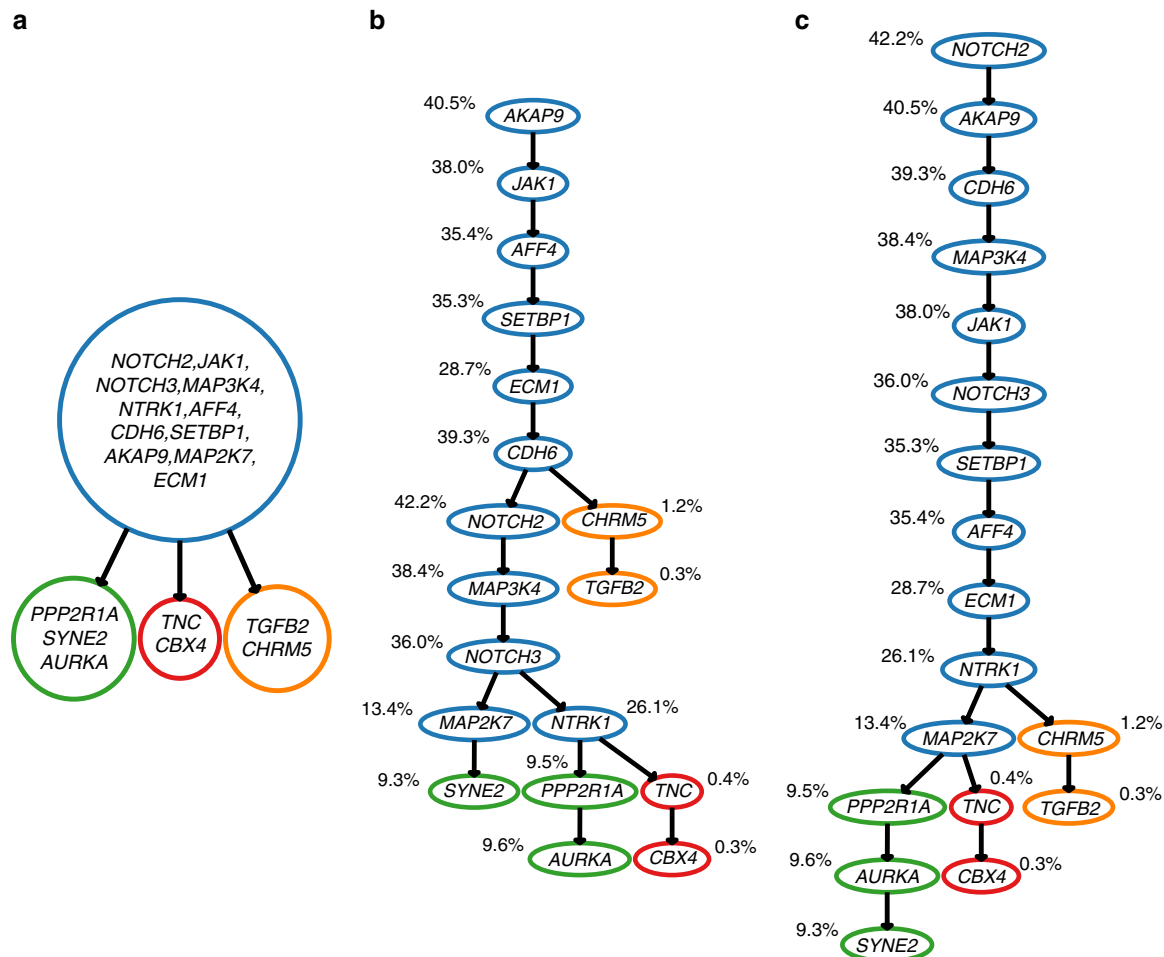 a
NOTCH2,JAK1,
NOTCH3,MAP3K4,
NTRK1,AFF4,
CDH6,SETBP1,
AKAP9,MAP2K7,
ECM1
PPP2R1A
SYNE2
AURKA
TNC
CBX4
TGFB2
CHRM5
b
40.5%
AKAP9
38.0%
JAK1
35.4%
AFF4
35.3%
SETBP1
28.7%
ECM1
39.3%
CDH6
42.2%
NOTCH2
CHRM5
1.2%
38.4%
MAP3K4
TGFB2
0.3%
36.0%
NOTCH3
13.4%
MAP2K7
NTRK1
26.1%
9.3%
SYNE2
9.5%
PPP2R1A
TNC
0.4%
9.6%
AURKA
CBX4
0.3%
c
42.2%
NOTCH2
40.5%
AKAP9
39.3%
CDH6
38.4%
MAP3K4
38.0%
JAK1
36.0%
NOTCH3
35.3%
SETBP1
35.4%
AFF4
28.7%
ECM1
26.1%
NTRK1
13.4%
MAP2K7
CHRM5
1.2%
9.5%
PPP2R1A
0.4%
TNC
TGFB2
0.3%
9.6%
AURKA
CBX4
0.3%
9.3%
SYNE2